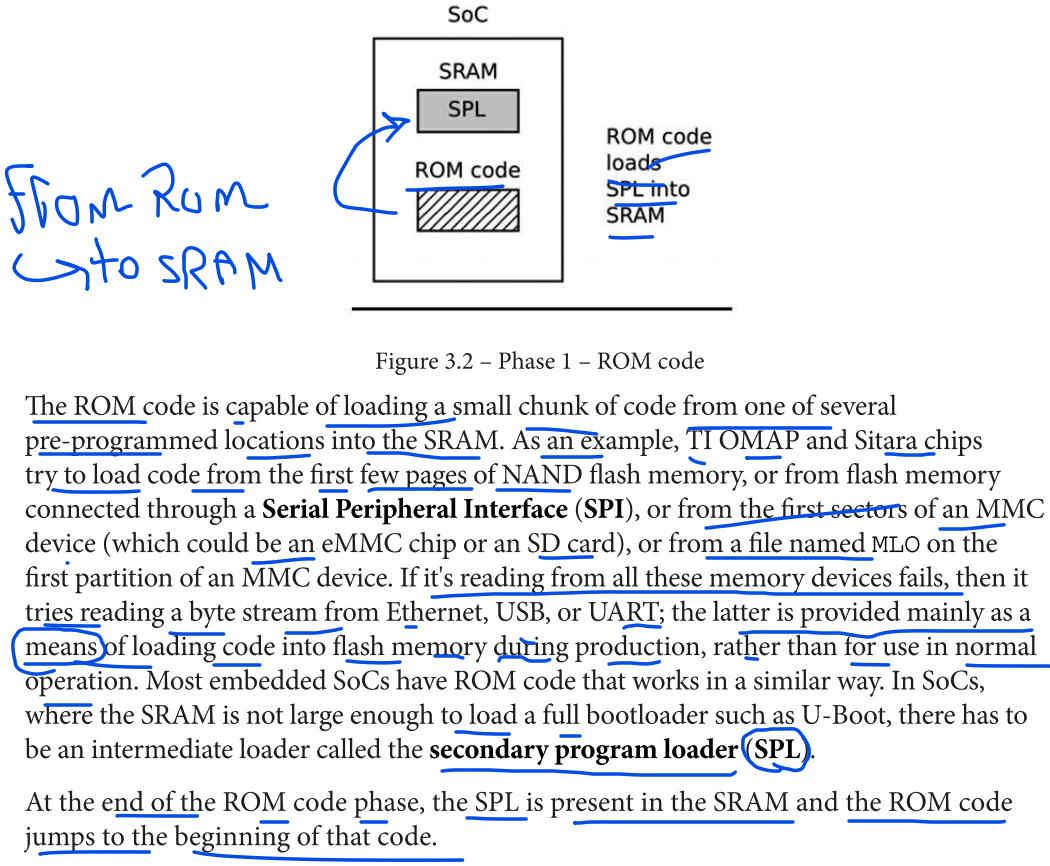 SoC
SRAM
SPL
ROM code
ROM code
loads
SPL into
SRAM
From ROM
to SRAM
Figure 3.2 – Phase 1 – ROM code
The ROM code is capable of loading a small chunk of code from one of several
pre-programmed locations into the SRAM. As an example, TI OMAP and Sitara chips
try to load code from the first few pages of NAND flash memory, or from flash memory
connected through a Serial Peripheral Interface (SPI), or from the first sectors of an MMC
device (which could be an eMMC chip or an SD card), or from a file named MLO on the
first partition of an MMC device. If it's reading from all these memory devices fails, then it
tries reading a byte stream from Ethernet, USB, or UART; the latter is provided mainly as a
means of loading code into flash memory during production, rather than for use in normal
operation. Most embedded SoCs have ROM code that works in a similar way. In SoCs,
where the SRAM is not large enough to load a full bootloader such as U-Boot, there has to
be an intermediate loader called the secondary program loader (SPL).
At the end of the ROM code phase, the SPL is present in the SRAM and the ROM code
jumps to the beginning of that code.